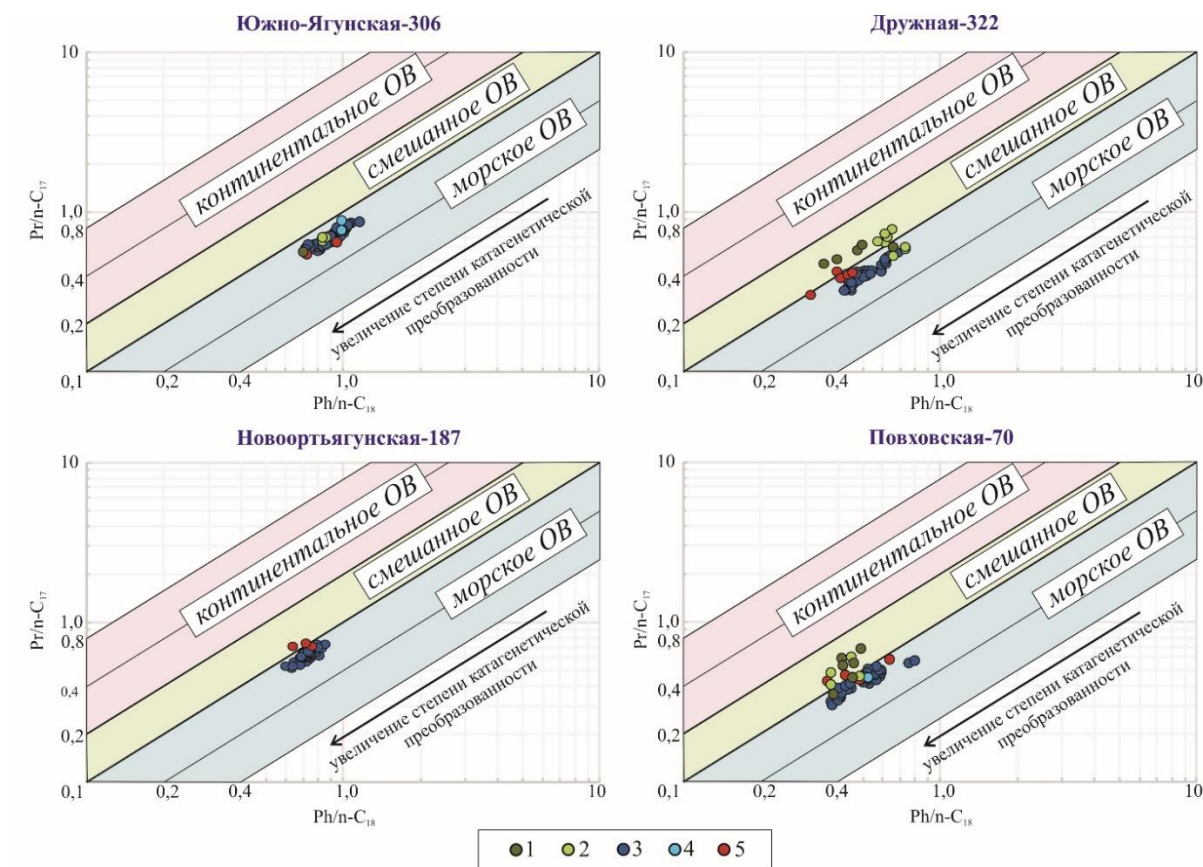 Южно-Ягунская-306
10
1,0
0,8
0,4
0,2
0,1
Pr/n-C₁₇
континентальное ОВ
смешанное ОВ
морское ОВ
увеличение степени катагенетической
преобразованности
0,2
0,4
1,0
10
Ph/n-C₁₈
Дружная-322
10
1,0
0,8
0,4
0,2
0,1
Pr/n-C₁₇
континентальное ОВ
смешанное ОВ
морское ОВ
увеличение степени катагенетической
преобразованности
0,2
0,4
1,0
10
Ph/n-C₁₈
Новоортьягунская-187
10
1,0
0,8
0,4
0,2
0,1
Pr/n-C₁₇
континентальное ОВ
смешанное ОВ
морское ОВ
увеличение степени катагенетической
преобразованности
0,2
0,4
1,0
10
Ph/n-C₁₈
Повховская-70
10
1,0
0,8
0,4
0,2
0,1
Pr/n-C₁₇
континентальное ОВ
смешанное ОВ
морское ОВ
увеличение степени катагенетической
преобразованности
0,2
0,4
1,0
10
Ph/n-C₁₈
1 2 3 4 5